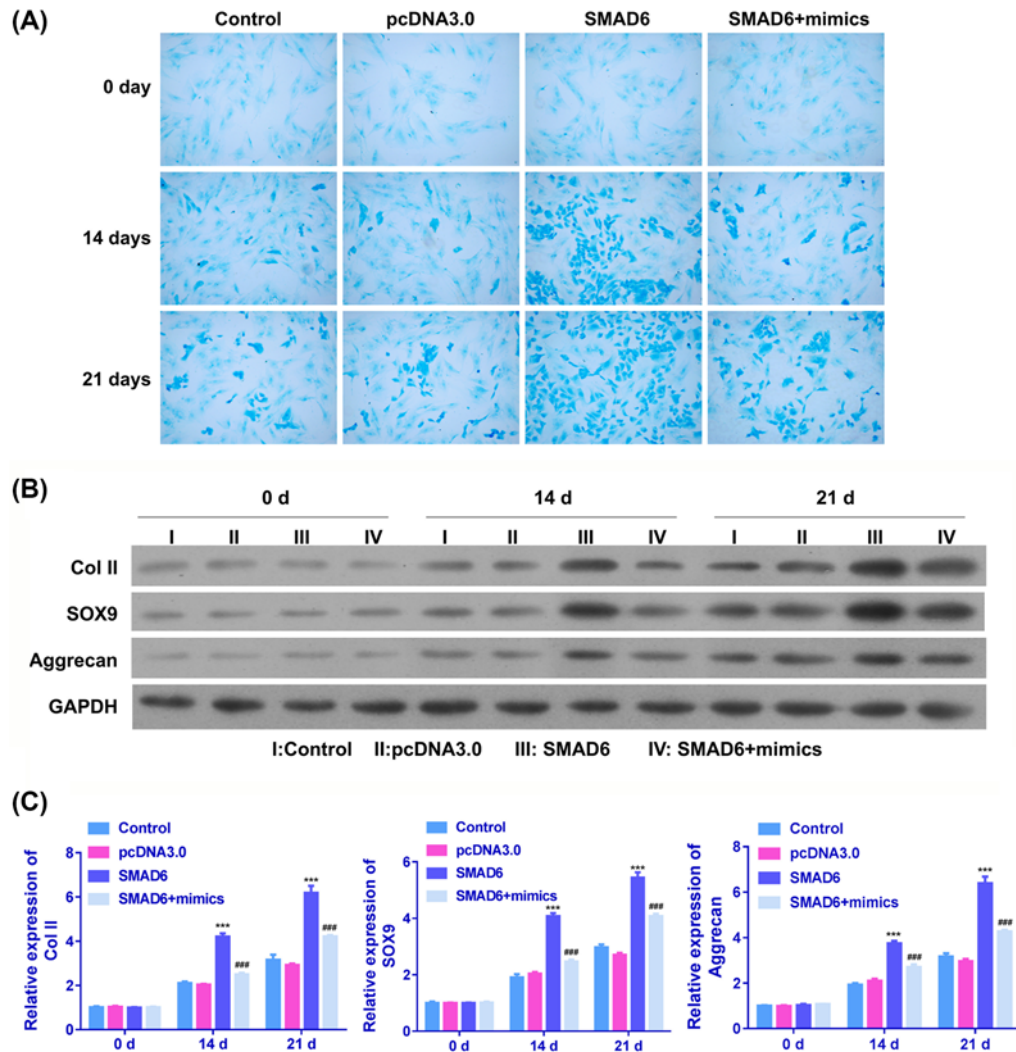 (A)
Control pcDNA3.0 SMAD6 SMAD6+mimics
0 day
14 days
21 days
(B)
0 d 14 d 21 d
I II III IV I II III IV I II III IV
Col II
SOX9
Aggrecan
GAPDH
I:Control II:pcDNA3.0 III: SMAD6 IV: SMAD6+mimics
(C)
Control
pcDNA3.0
SMAD6
SMAD6+mimics
Relative expression of
Col II
8
6
4
2
0
***
###
***
###
0 d 14 d 21 d
Control
pcDNA3.0
SMAD6
SMAD6+mimics
Relative expression of
SOX9
6
4
2
0
***
###
***
###
0 d 14 d 21 d
Control
pcDNA3.0
SMAD6
SMAD6+mimics
Relative expression of
Aggrecan
8
6
4
2
0
***
###
***
###
0 d 14 d 21 d